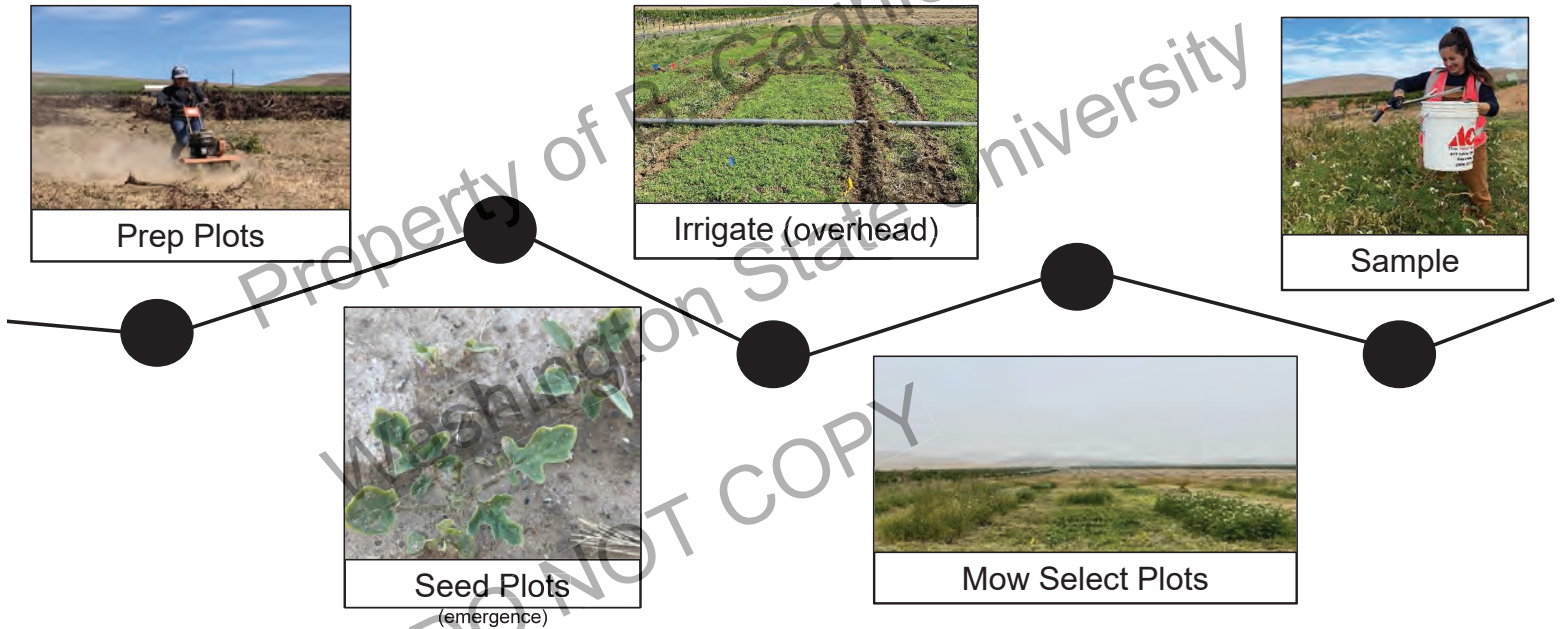 Prep Plots
Seed Plots
(emergence)
Irrigate (overhead)
Mow Select Plots
Sample
Property of B Gagnie
Washington State University
DO NOT COPY